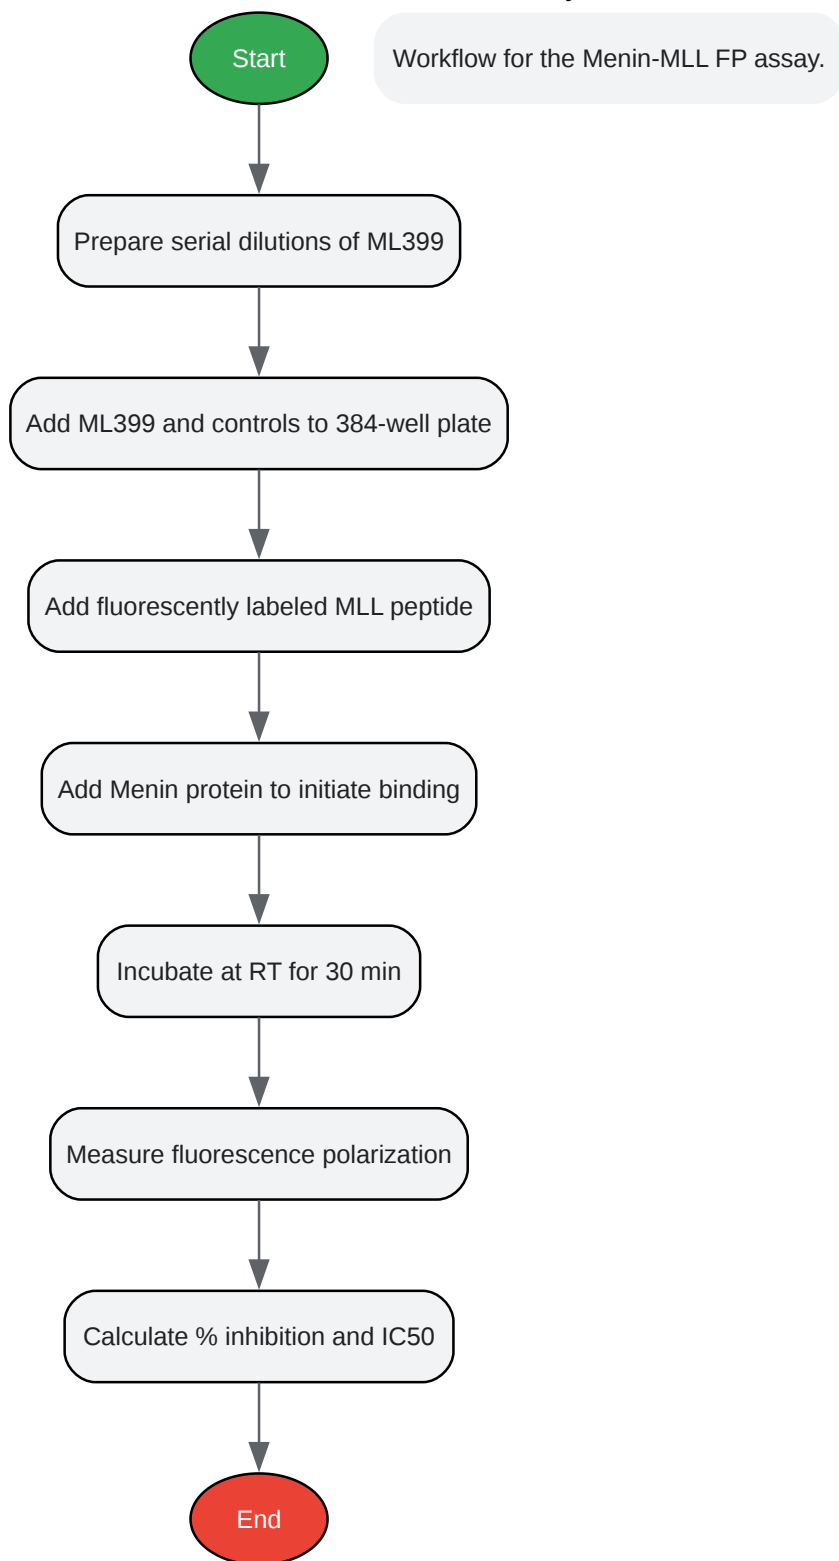 Start
Workflow for the Menin-MLL FP assay.
Prepare serial dilutions of ML399
Add ML399 and controls to 384-well plate
Add fluorescently labeled MLL peptide
Add Menin protein to initiate binding
Incubate at RT for 30 min
Measure fluorescence polarization
Calculate % inhibition and IC50
End